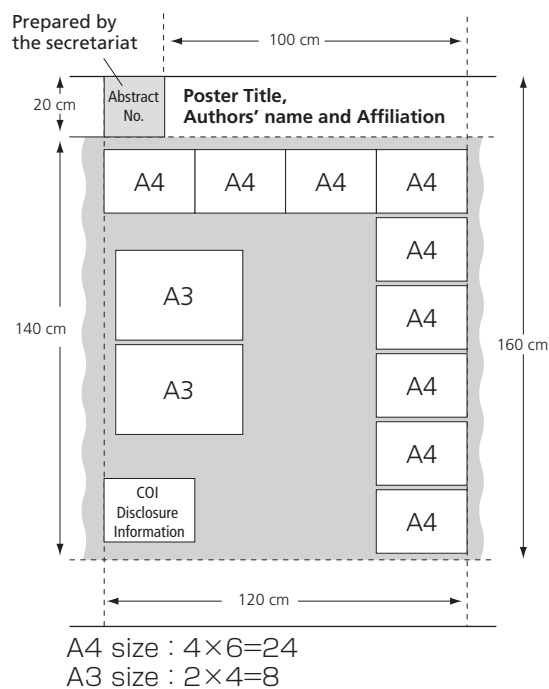 Prepared by
the secretariat
100 cm
20 cm
Abstract
No.
Poster Title,
Authors’ name and Affiliation
A4 A4 A4 A4
A4
A3
A4
140 cm
160 cm
A4
A3
A4
COI
Disclosure
Information
A4
120 cm
A4 size : 4×6=24
A3 size : 2×4=8